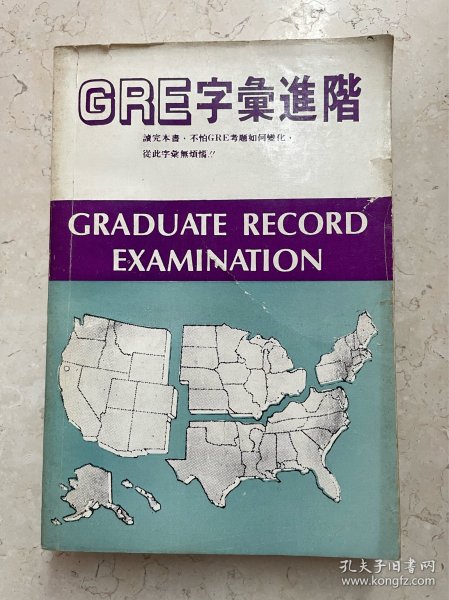 GRE字彙進階
讀完本書，不怕GRE考題如何變化，
從此字彙無煩惱!!
GRADUATE RECORD
EXAMINATION
孔夫子旧书网
www.kongfz.com